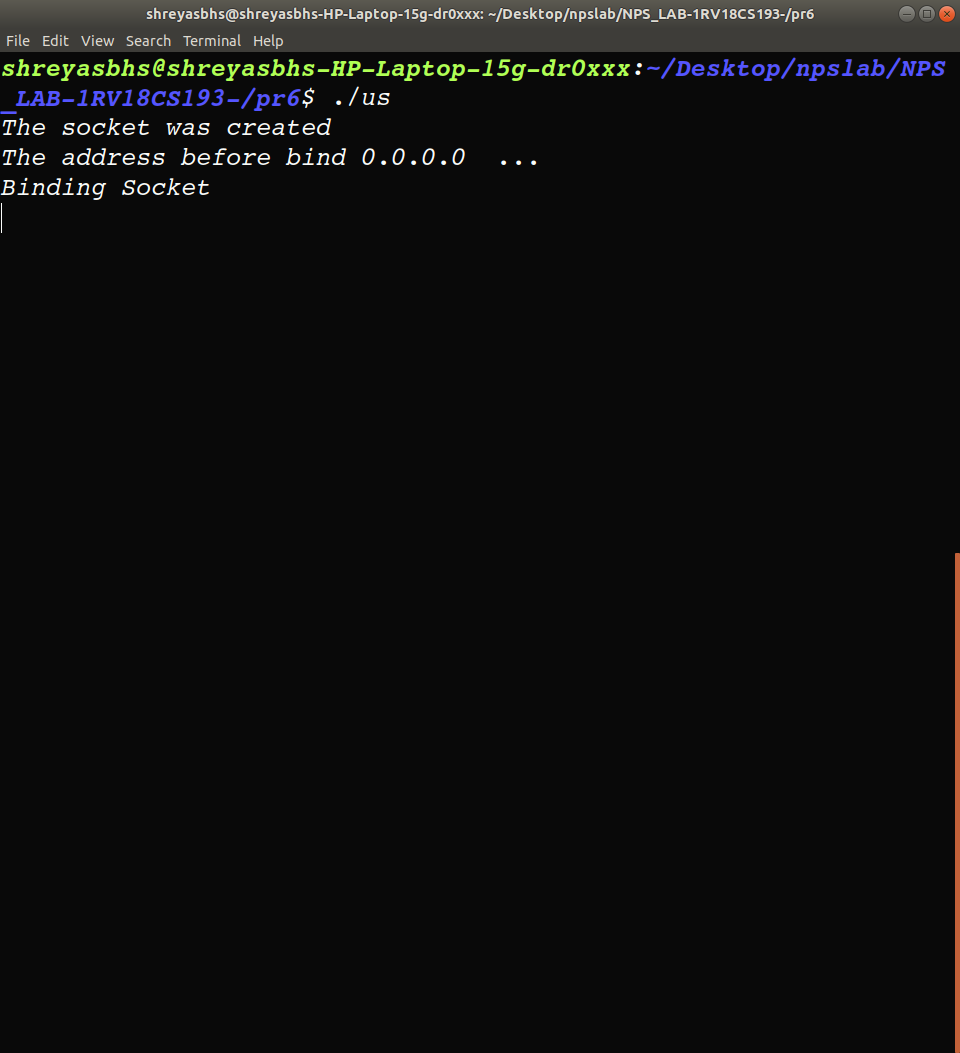 shreyasbhs@shreyasbhs-HP-Laptop-15g-dr0xxx: ~/Desktop/npslab/NPS_LAB-1RV18CS193-/pr6
File Edit View Search Terminal Help
shreyasbhs@shreyasbhs-HP-Laptop-15g-dr0xxx:~/Desktop/npslab/NPS
_LAB-1RV18CS193-/pr6$ ./us
The socket was created
The address before bind 0.0.0.0  ...
Binding Socket